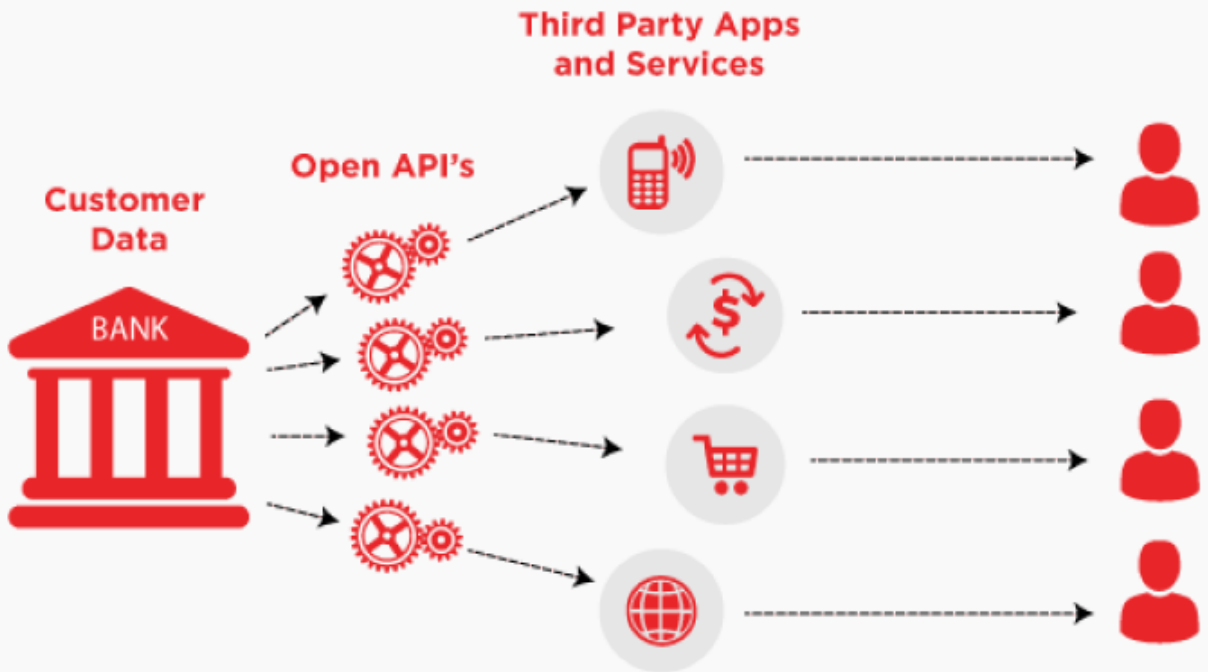 Third Party Apps
and Services
Open API's
Customer
Data
BANK
$